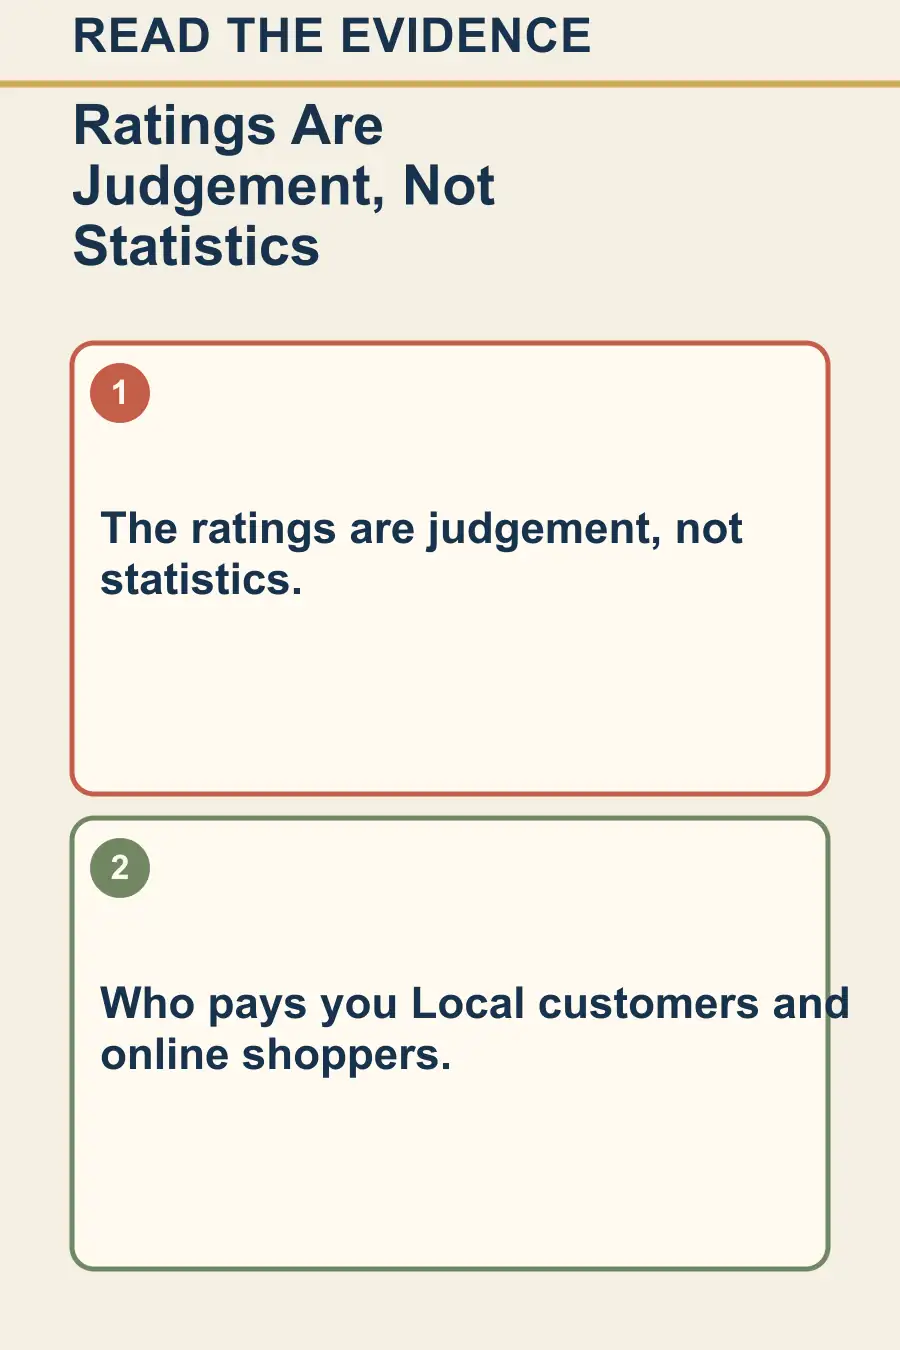 READ THE EVIDENCE
Ratings Are
Judgement, Not
Statistics
1
The ratings are judgement, not
statistics.
2
Who pays you Local customers and
online shoppers.